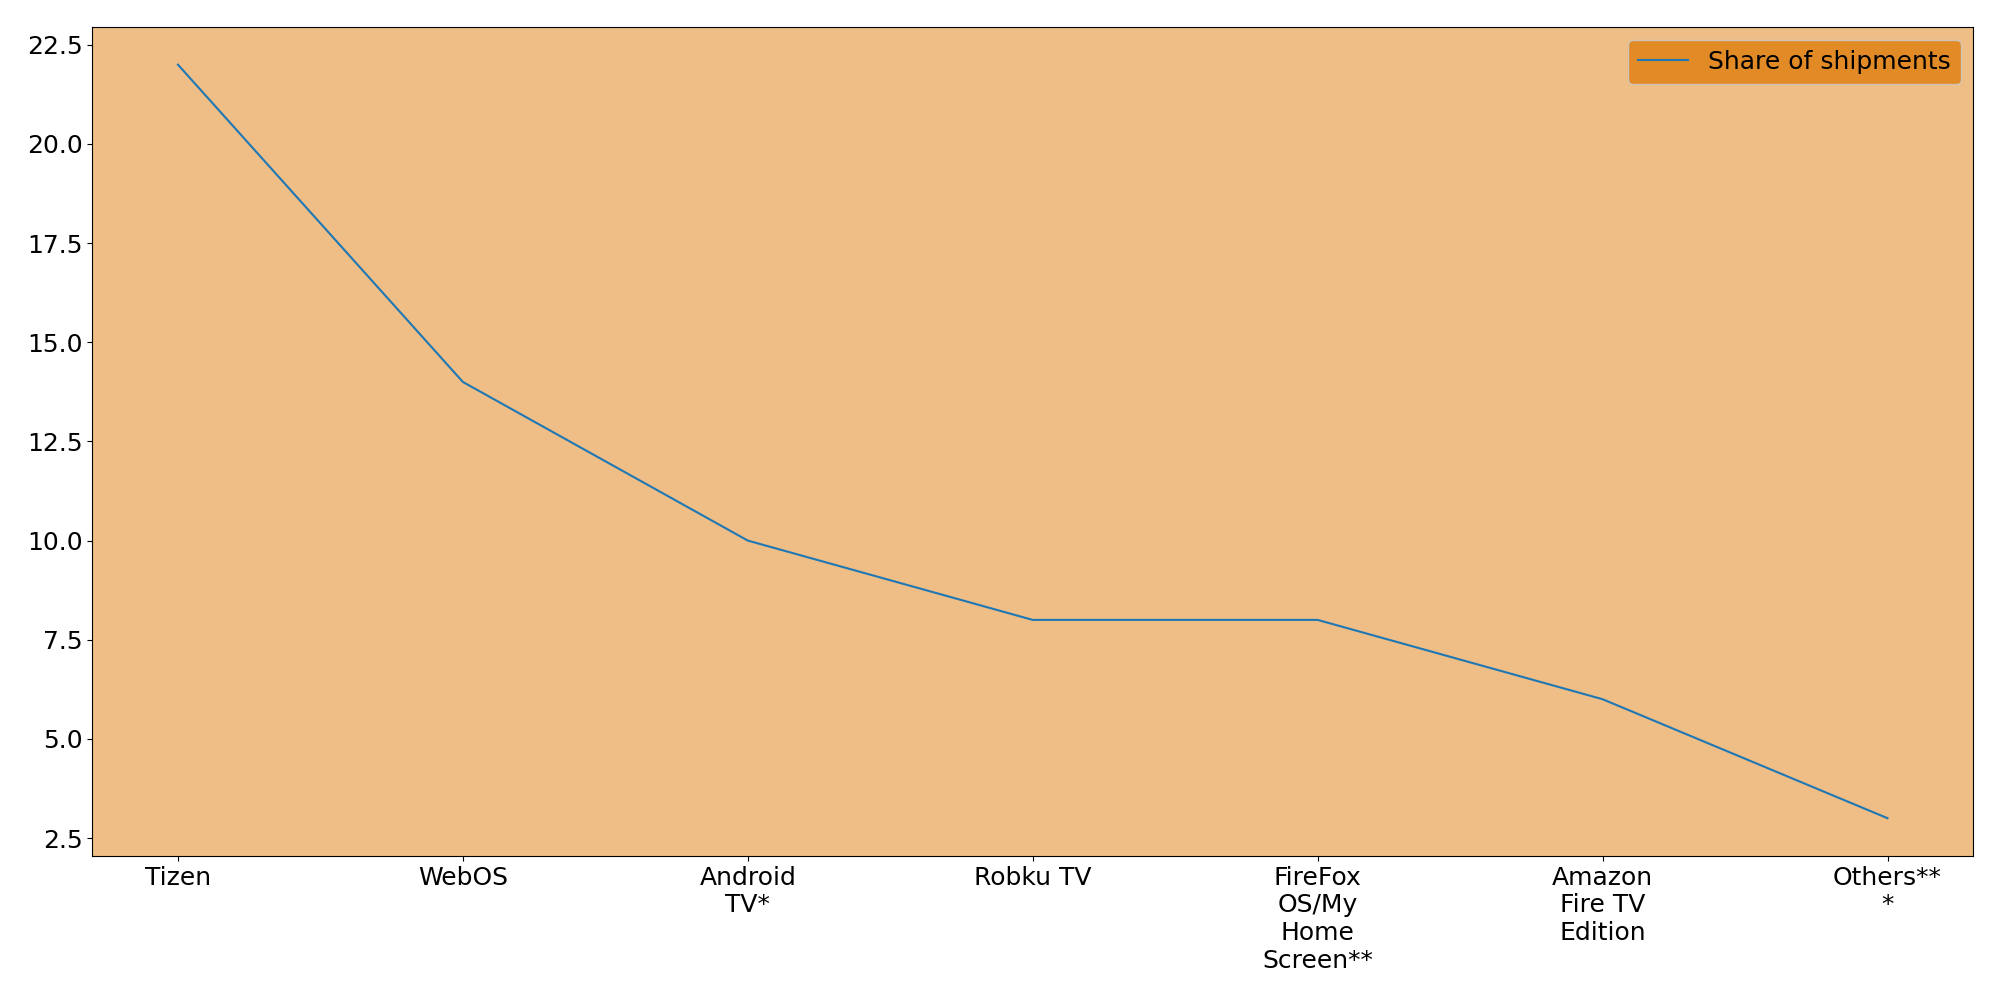 22.5
20.0
17.5
15.0
12.5
10.0
7.5
5.0
2.5
Share of shipments
Tizen
WebOS
Android
TV*
Robku TV
FireFox
OS/My
Home
Screen**
Amazon
Fire TV
Edition
Others**
*